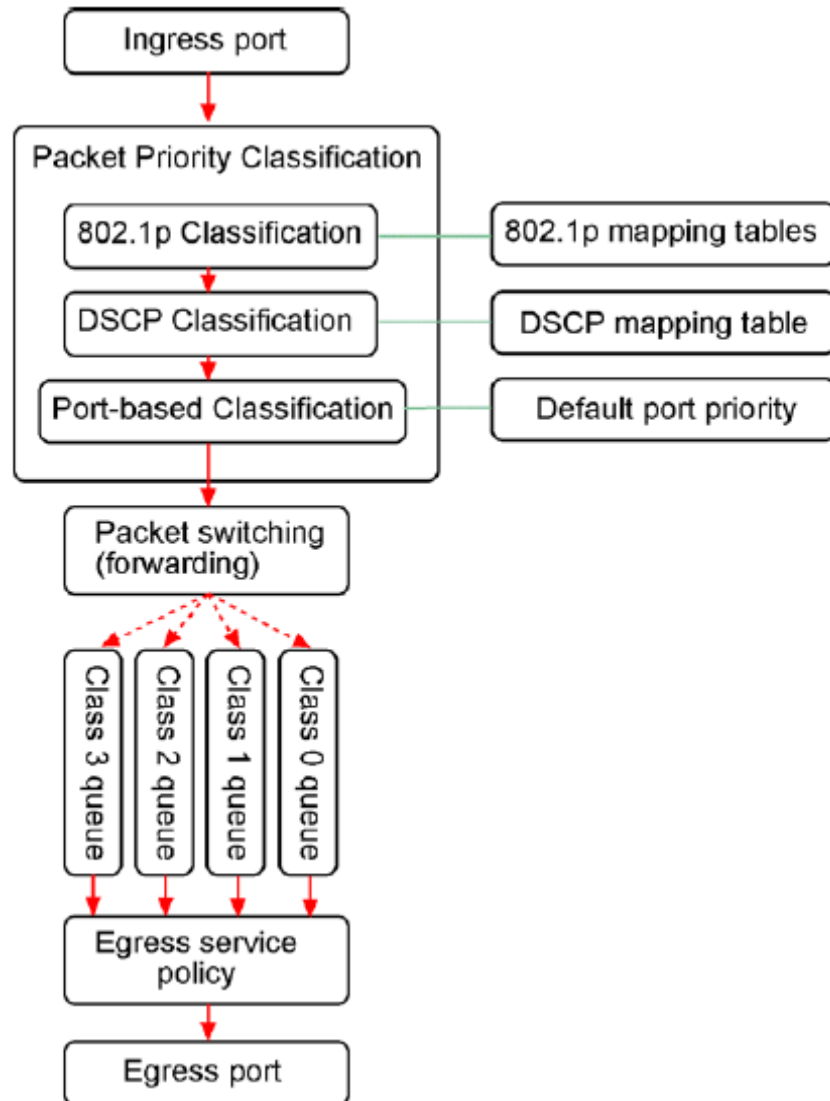 Ingress port
Packet Priority Classification
802.1p Classification
802.1p mapping tables
DSCP Classification
DSCP mapping table
Port-based Classification
Default port priority
Packet switching
(forwarding)
Class 3 queue
Class 2 queue
Class 1 queue
Class 0 queue
Egress service
policy
Egress port